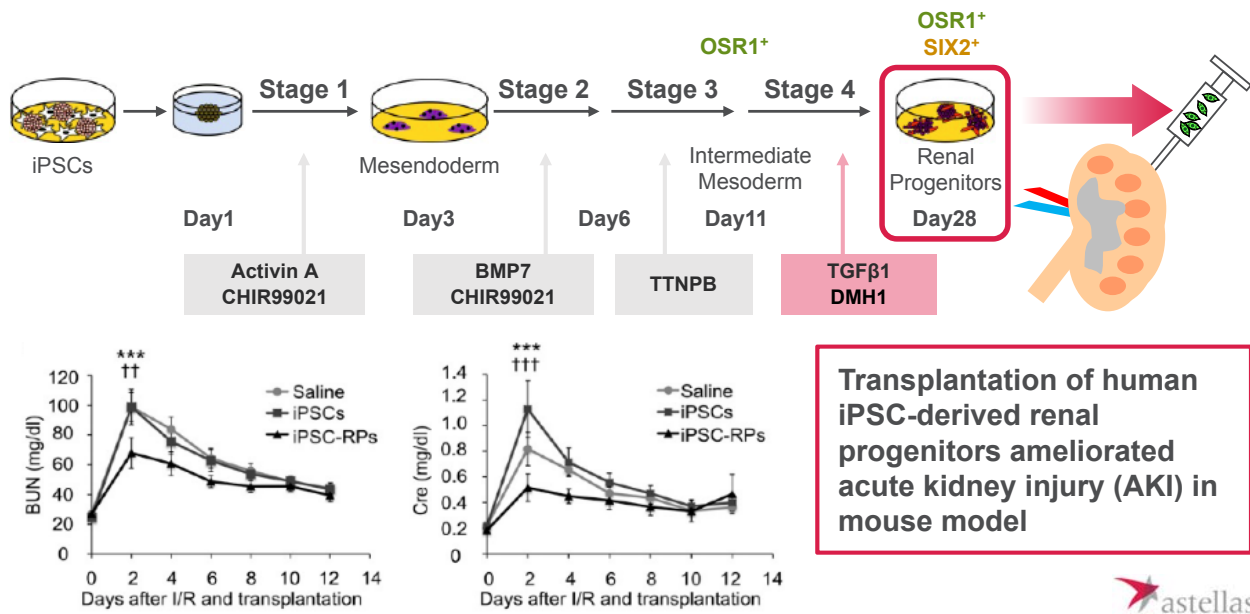 OSR1⁺
OSR1⁺
SIX2⁺
Stage 1
Stage 2
Stage 3
Stage 4
iPSCs
Mesendoderm
Intermediate
Mesoderm
Renal
Progenitors
Day1
Day3
Day6
Day11
Day28
Activin A
CHIR99021
BMP7
CHIR99021
TTNPB
TGFβ1
DMH1
***
††
120
100
80
60
40
20
0
BUN (mg/dl)
Saline
iPSCs
iPSC-RPs
0 2 4 6 8 10 12 14
Days after I/R and transplantation
***
†††
1.4
1.2
1.0
0.8
0.6
0.4
0.2
0
Cre (mg/dl)
Saline
iPSCs
iPSC-RPs
0 2 4 6 8 10 12 14
Days after I/R and transplantation
Transplantation of human
iPSC-derived renal
progenitors ameliorated
acute kidney injury (AKI) in
mouse model
astellas